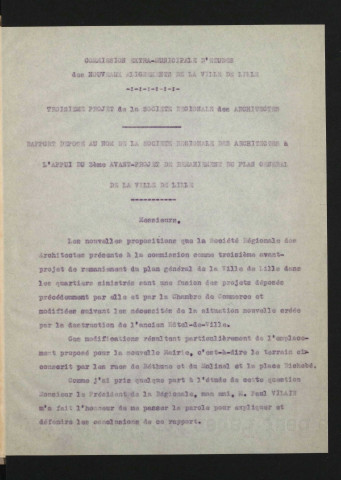 COMMISSION EXTRA-MUNICIPALE D'ETUDES
des NOUVEAUX ALIGNEMENTS DE LA VILLE DE LILLE
-:-:-:-:-:-:-
TROISIEME PROJET de la SOCIETE REGIONALE des ARCHITECTES
RAPPORT DEPOSE AU NOM DE LA SOCIETE REGIONALE DES ARCHITECTES à
L'APPUI DU 3ème AVANT-PROJET DE REMANIEMENT DU PLAN GENERAL
DE LA VILLE DE LILLE
-----------
Messieurs,
Les nouvelles propositions que la Société Régionale des
Architectes présente à la commission comme troisième avant-
projet de remaniement du plan général de la Ville de Lille dans
les quartiers sinistrés sont une fusion des projets déposés
précédemment par elle et par la Chambre du Commerce et
modifiées suivant les nécessités de la situation nouvelle créée
par la destruction de l'ancien Hôtel-de-Ville.
Ces modifications résultent particulièrement de l'emplace-
ment proposé pour la nouvelle Mairie, c'est-à-dire le terrain cir-
conscrit par les rues de Béthune et du Molinel et la place Richebé.
Comme j'ai pris quelque part à l'étude de cette question
Monsieur le Président de la Régionale, mon ami, M. Paul VILAIN
m'a fait l'honneur de me passer la parole pour expliquer et
défendre les conclusions de ce rapport.